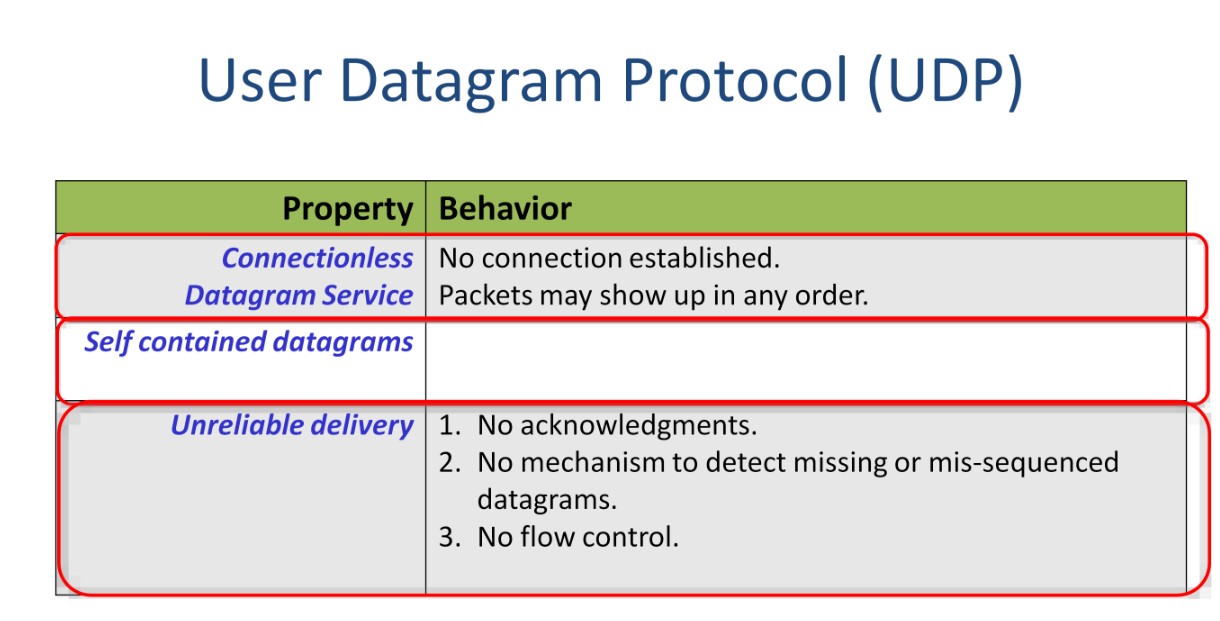 User Datagram Protocol (UDP)
Property Behavior
Connectionless No connection established.
Datagram Service Packets may show up in any order.
Self contained datagrams
Unreliable delivery 1. No acknowledgments.
2. No mechanism to detect missing or mis-sequenced
datagrams.
3. No flow control.